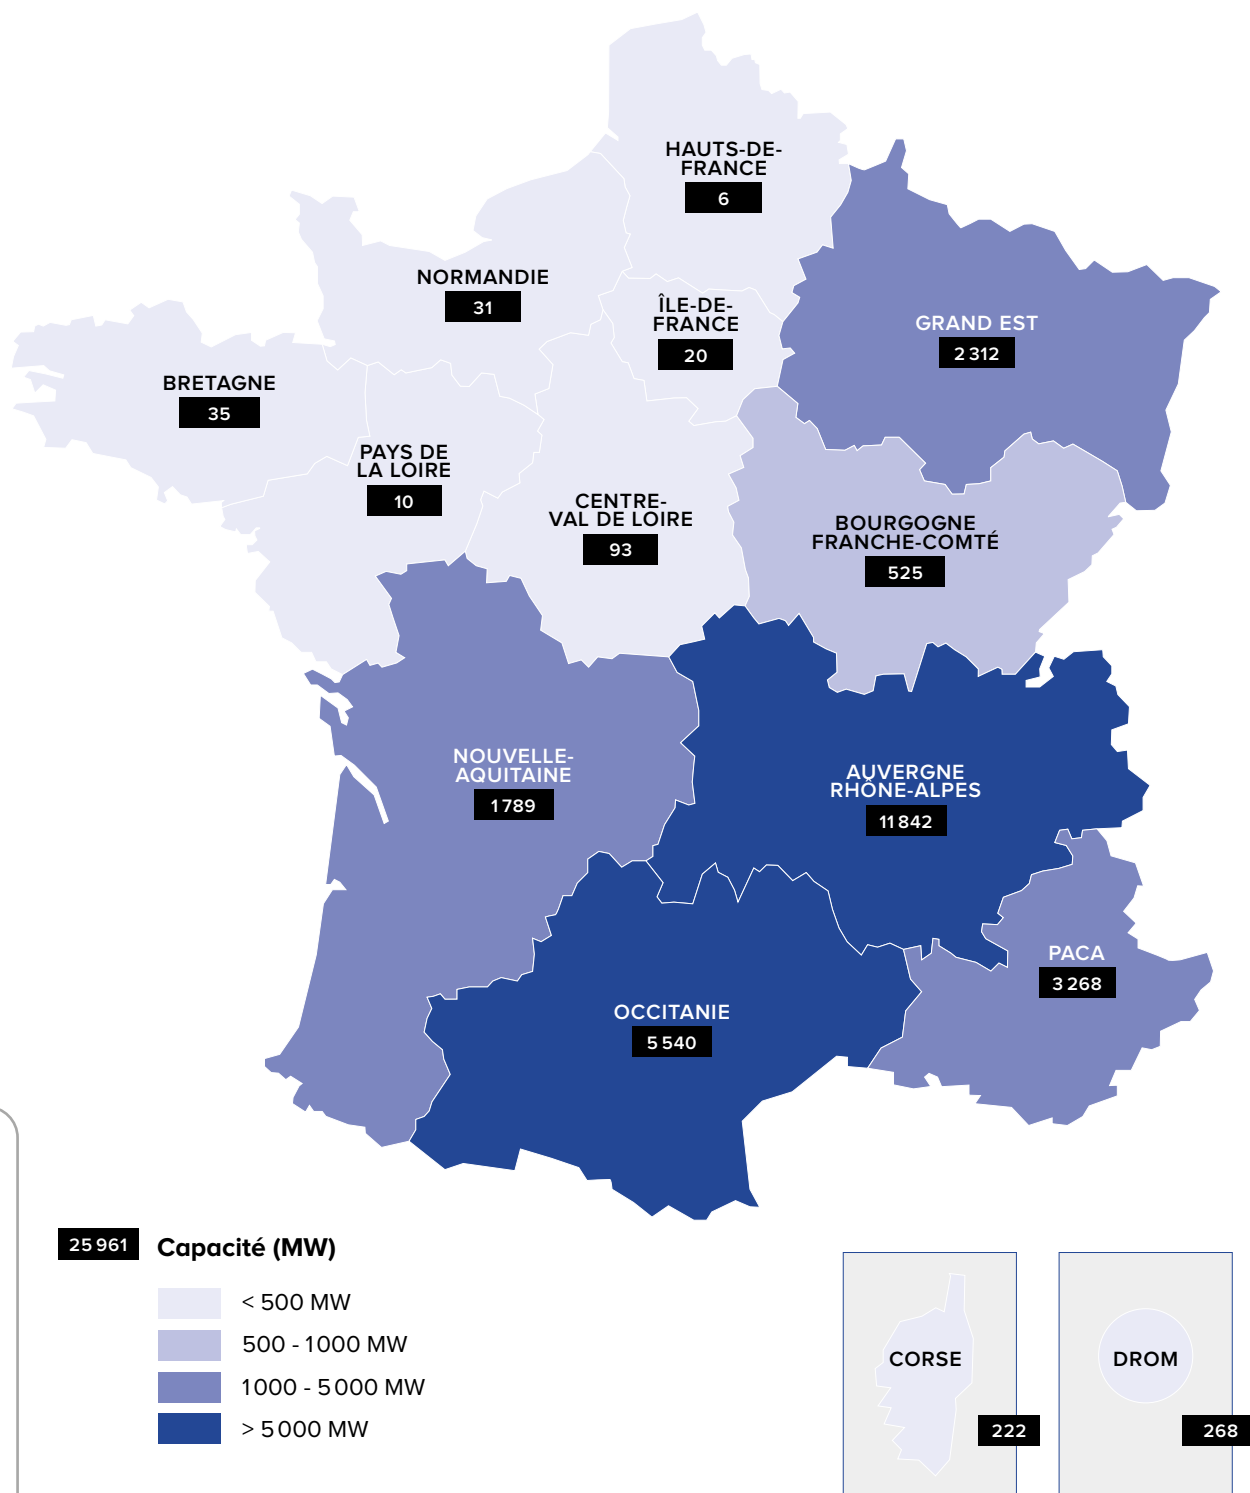 HAUTS-DE-
FRANCE
6
NORMANDIE
31
ÎLE-DE-
FRANCE
20
GRAND EST
2 312
BRETAGNE
35
PAYS DE
LA LOIRE
10
CENTRE-
VAL DE LOIRE
93
BOURGOGNE
FRANCHE-COMTÉ
525
NOUVELLE-
AQUITAINE
1 789
AUVERGNE
RHÔNE-ALPES
11 842
PACA
3 268
OCCITANIE
5 540
25 961 Capacité (MW)
< 500 MW
500 - 1000 MW
1000 - 5 000 MW
> 5 000 MW
CORSE
222
DROM
268